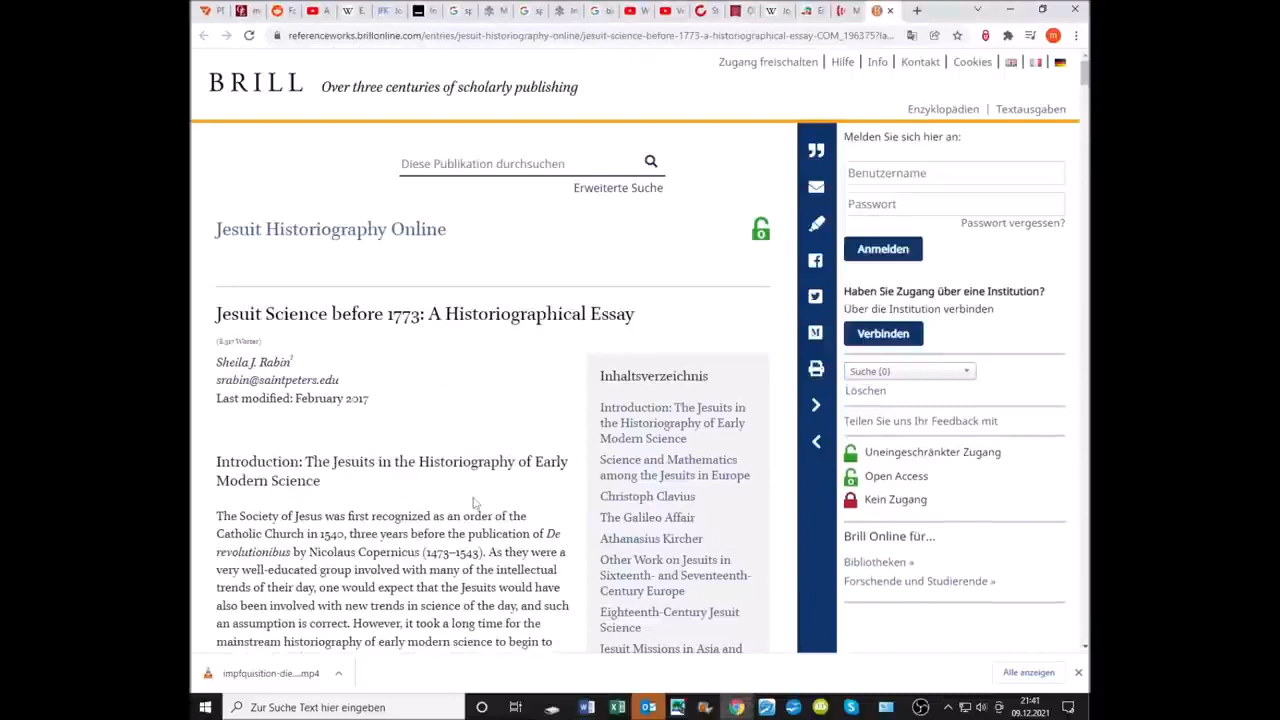 referenceworks.brillonline.com/entries/jesuit-historiography-online/jesuit-science-before-1773-a-historiographical-essay-COM_196375?la...
Zugang freischalten | Hilfe | Info | Kontakt | Cookies
BRILL Over three centuries of scholarly publishing
Enzyklopädien | Textausgaben
Diese Publikation durchsuchen
Erweiterte Suche
Jesuit Historiography Online
Jesuit Science before 1773: A Historiographical Essay
Sheila J. Rabin1
srabin@saintpeters.edu
Last modified: February 2017
Introduction: The Jesuits in the Historiography of Early
Modern Science
The Society of Jesus was first recognized as an order of the
Catholic Church in 1540, three years before the publication of De
revolutionibus by Nicolaus Copernicus (1473–1543). As they were a
very well-educated group involved with many of the intellectual
trends of their day, one would expect that the Jesuits would have
also been involved with new trends in science of the day, and such
an assumption is correct. However, it took a long time for the
mainstream historiography of early modern science to begin to
Inhaltsverzeichnis
Introduction: The Jesuits in
the Historiography of Early
Modern Science
Science and Mathematics
among the Jesuits in Europe
Christoph Clavius
The Galileo Affair
Athanasius Kircher
Other Work on Jesuits in
Sixteenth- and Seventeenth-
Century Europe
Eighteenth-Century Jesuit
Science
Jesuit Missions in Asia and
Melden Sie sich hier an:
Benutzername
Passwort
Passwort vergessen?
Anmelden
Haben Sie Zugang über eine Institution?
Über die Institution verbinden
Verbinden
Suche (0)
Löschen
Teilen Sie uns Ihr Feedback mit
Uneingeschränkter Zugang
Open Access
Kein Zugang
Brill Online für...
Bibliotheken »
Forschende und Studierende »
impfquisition-die....mp4
Alle anzeigen
Zur Suche Text hier eingeben
21:41
09.12.2021